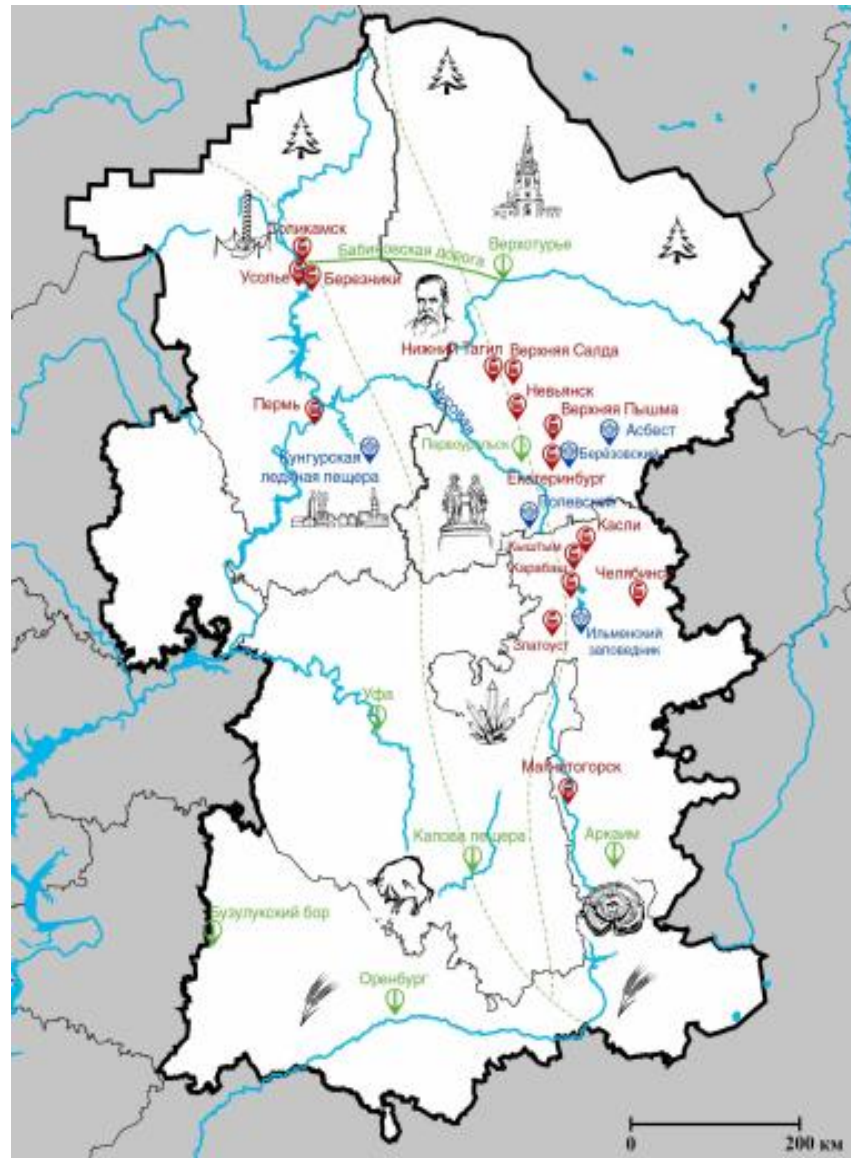 Соликамск
Бабиновская дорога
Верхотурье
Усолье
Березники
Нижний Тагил
Верхняя Салда
Невьянск
Пермь
Чусовая
Верхняя Пышма
Асбест
Первоуральск
Берёзовский
Кунгурская
ледяная пещера
Екатеринбург
Полевской
Касли
Кыштым
Карабаш
Челябинск
Златоуст
Ильменский
заповедник
Уфа
Магнитогорск
Капова пещера
Аркаим
Бузулукский бор
Оренбург
0
200 км